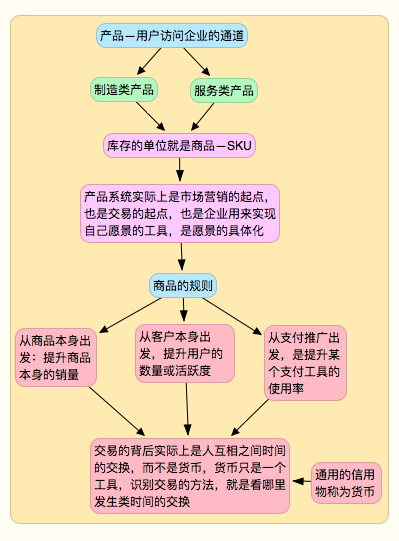 产品－用户访问企业的通道
制造类产品
服务类产品
库存的单位就是商品－SKU
产品系统实际上是市场营销的起点，
也是交易的起点，也是企业用来实现
自己愿景的工具，是愿景的具体化
商品的规则
从商品本身出
发：提升商品
本身的销量
从客户本身出
发，提升用户的
数量或活跃度
从支付推广出
发，是提升某
个支付工具的
使用率
交易的背后实际上是人互相之间时间
的交换，而不是货币，货币只是一个
工具，识别交易的方法，就是看哪里
发生类时间的交换
通用的信用
物称为货币